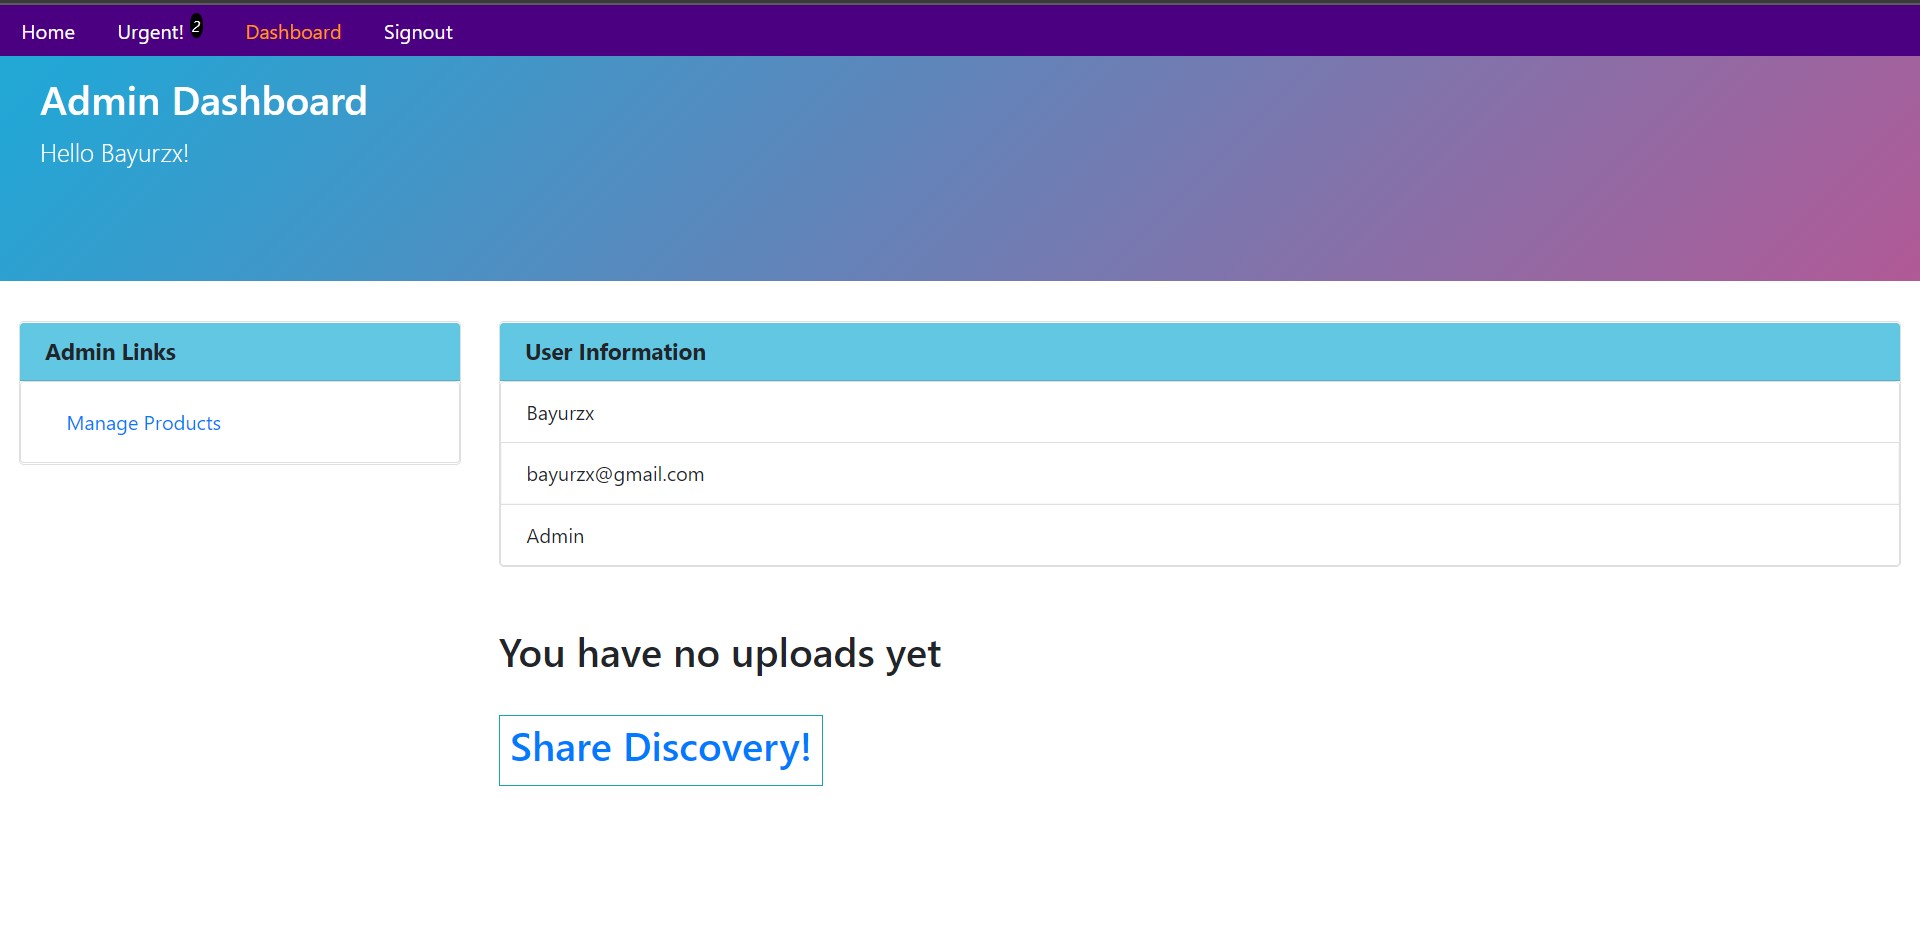 Home Urgent! 2 Dashboard Signout
Admin Dashboard
Hello Bayurzx!
Admin Links
Manage Products
User Information
Bayurzx
bayurzx@gmail.com
Admin
You have no uploads yet
Share Discovery!